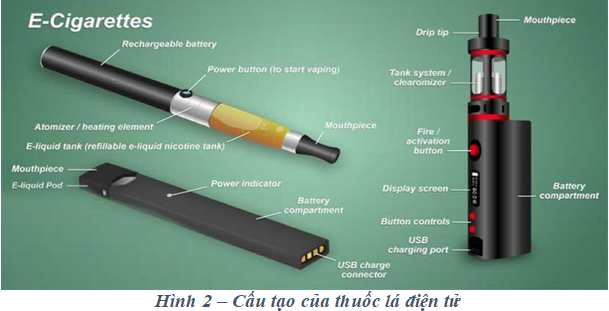 E-Cigarettes
Rechargeable battery
Power button (to start vaping)
Atomizer / heating element
E-liquid tank (refillable e-liquid nicotine tank)
Mouthpiece
Mouthpiece
E-liquid Pod
Power indicator
Battery
compartment
USB charge
connector
Mouthpiece
Drip tip
Tank system /
clearomizer
Fire /
activation
button
Display screen
Battery
compartment
Button controls
USB
charging port
Hình 2 – Cấu tạo của thuốc lá điện tử